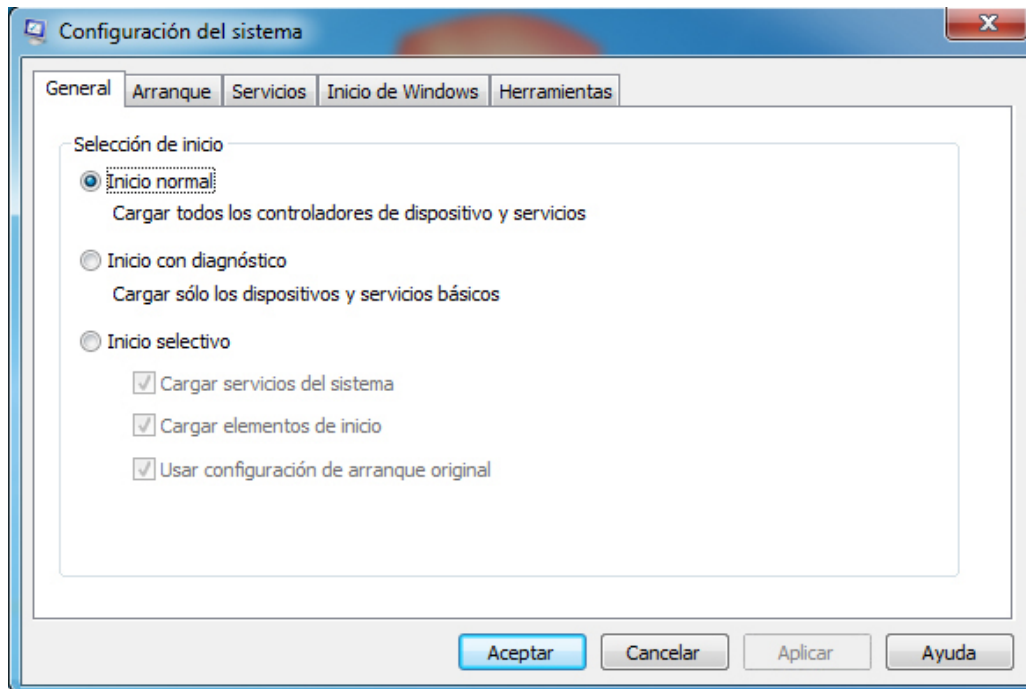 Configuración del sistema
General Arranque Servicios Inicio de Windows Herramientas
Selección de inicio
Inicio normal
Cargar todos los controladores de dispositivo y servicios
Inicio con diagnóstico
Cargar sólo los dispositivos y servicios básicos
Inicio selectivo
Cargar servicios del sistema
Cargar elementos de inicio
Usar configuración de arranque original
Aceptar Cancelar Aplicar Ayuda